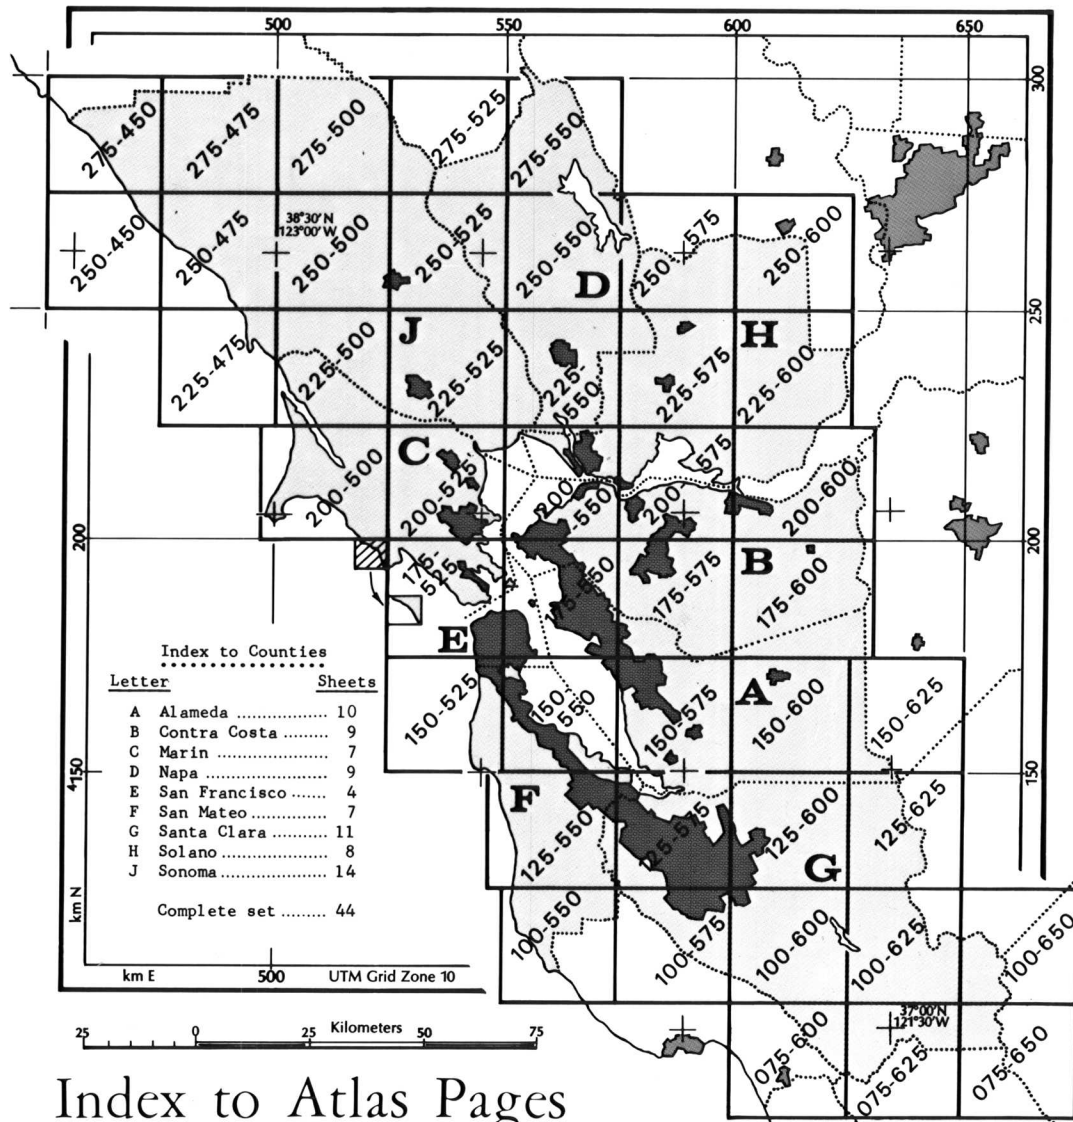 500 550 600 650
300
275-450 275-475 275-500 275-525 275-550
38°30'N
123°00'W
250-450 250-475 250-500 250-525 250-550 250-575 250-600
D
250
J H
225-475 225-500 225-525 225-550 225-575 225-600
C
200-500 200-525 200-550 200-575 200-600
200 200
B
175-525 175-550 175-575 175-600
E
Index to Counties
Letter Sheets
A Alameda ................ 10
B Contra Costa ........ 9
C Marin ................... 7
D Napa ..................... 9
E San Francisco ...... 4
F San Mateo ............. 7
G Santa Clara .......... 11
H Solano .................. 8
J Sonoma ................. 14
Complete set ........ 44
A
150-525 150-550 150-575 150-600 150-625
4150 150
F
125-550 125-575 125-600 125-625
G
km N
100-550 100-575 100-600 100-625 100-650
km E 500 UTM Grid Zone 10
37°00'N
121°30'W
075-600 075-625 075-650
25 0 25 Kilometers 50 75
Index to Atlas Pages